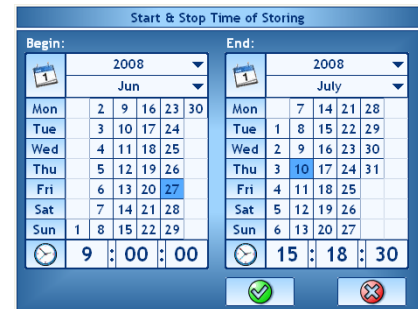 Start & Stop Time of Storing
Begin:
1
2008
Jun
Mon 2 9 16 23 30
Tue 3 10 17 24
Wed 4 11 18 25
Thu 5 12 19 26
Fri 6 13 20 27
Sat 7 14 21 28
Sun 1 8 15 22 29
9 : 00 : 00
End:
1
2008
July
Mon 7 14 21 28
Tue 1 8 15 22 29
Wed 2 9 16 23 30
Thu 3 10 17 24 31
Fri 4 11 18 25
Sat 5 12 19 26
Sun 6 13 20 27
15 : 18 : 30